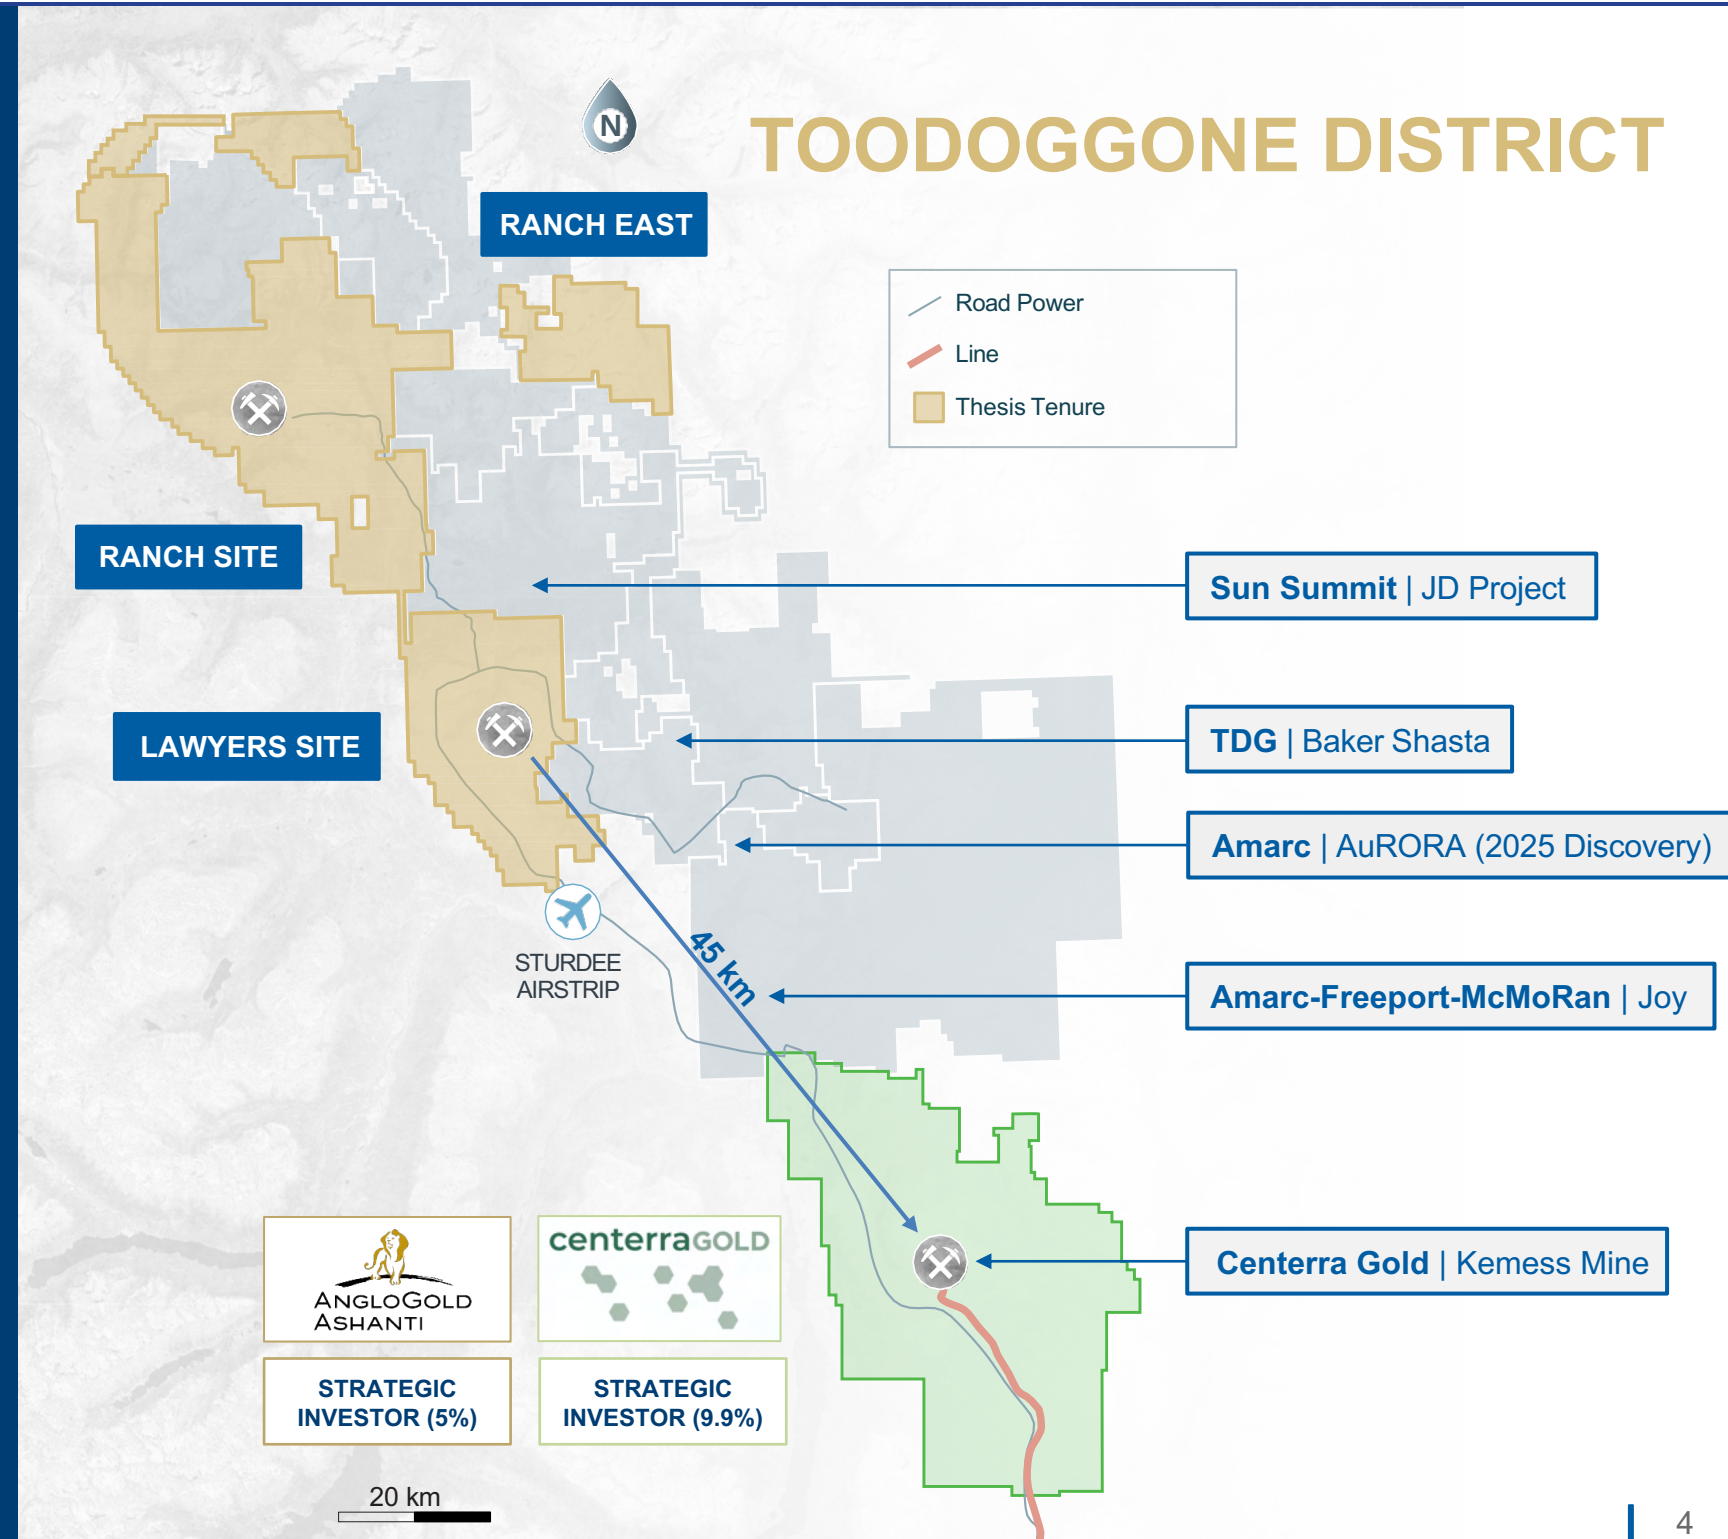 N
TOODOGGONE DISTRICT
RANCH EAST
Road Power
Line
Thesis Tenure
RANCH SITE
Sun Summit | JD Project
LAWYERS SITE
TDG | Baker Shasta
Amarc | AuRORA (2025 Discovery)
STURDEE
AIRSTRIP
45 km
Amarc-Freeport-McMoRan | Joy
Centerra Gold | Kemess Mine
ANGLOGOLD
ASHANTI
centerraGOLD
STRATEGIC
INVESTOR (5%)
STRATEGIC
INVESTOR (9.9%)
20 km
4